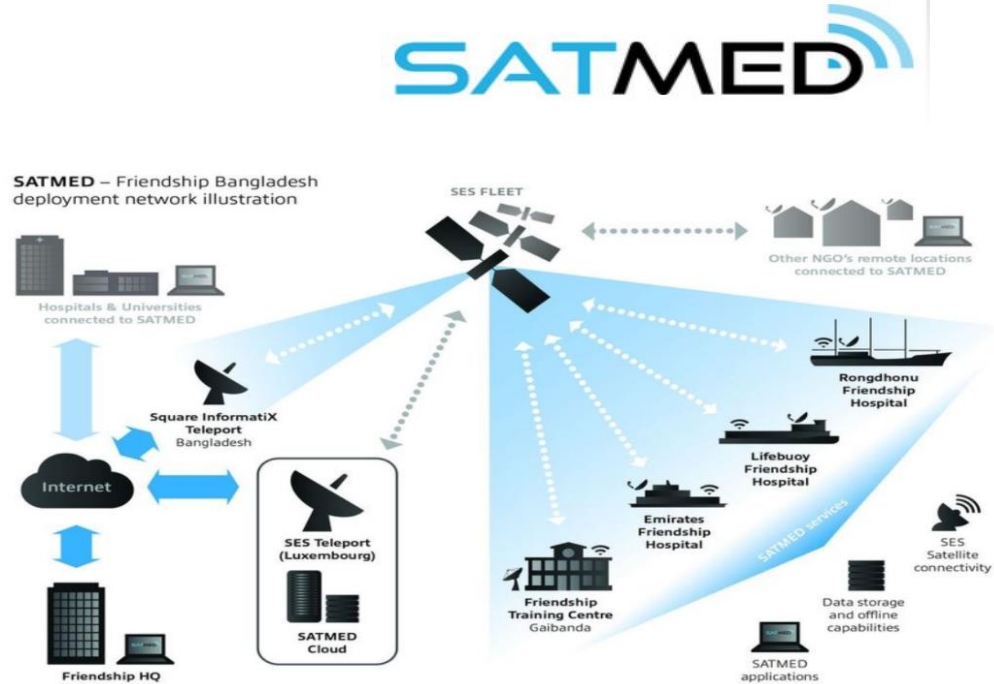 SATMED
SATMED – Friendship Bangladesh
deployment network illustration
SES FLEET
Other NGO's remote locations
connected to SATMED
Hospitals & Universities
connected to SATMED
Square InformatiX
Teleport
Bangladesh
Internet
SES Teleport
(Luxembourg)
SATMED
Cloud
Friendship HQ
Rongdhonu
Friendship
Hospital
Lifebuoy
Friendship
Hospital
Emirates
Friendship
Hospital
Friendship
Training Centre
Gaibanda
SATMED services
SES
Satellite
connectivity
Data storage
and offline
capabilities
SATMED
applications